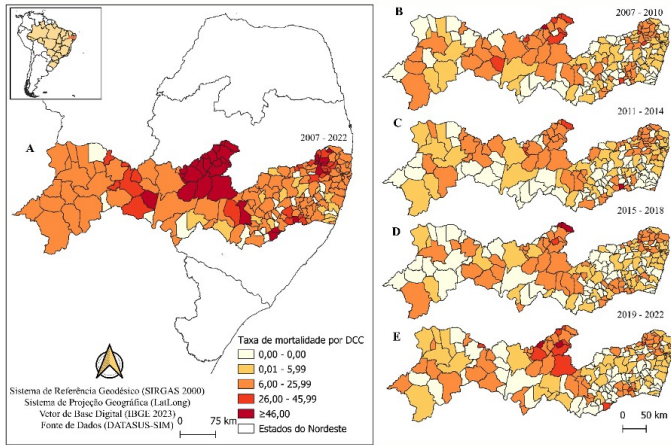 A
2007 - 2022
Taxa de mortalidade por DCC
0,00 - 0,00
0,01 - 5,99
6,00 - 25,99
26,00 - 45,99
≥46,00
Estados do Nordeste
Sistema de Referência Geodésico (SIRGAS 2000)
Sistema de Projeção Geográfica (LatLong)
Vetor de Base Digital (IBGE 2023)
Fonte de Dados (DATASUS-SIM)
0 75 km
B
2007 - 2010
C
2011 - 2014
D
2015 - 2018
E
2019 - 2022
0 50 km